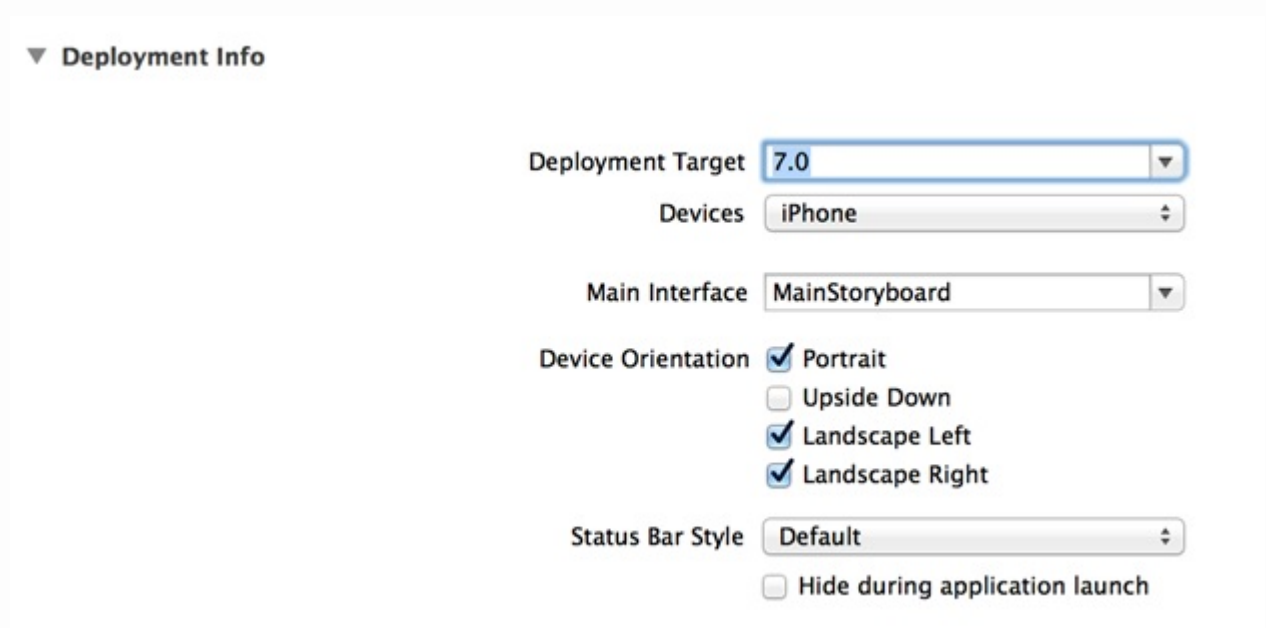 Deployment Info
Deployment Target 7.0
Devices iPhone
Main Interface MainStoryboard
Device Orientation Portrait
Upside Down
Landscape Left
Landscape Right
Status Bar Style Default
Hide during application launch